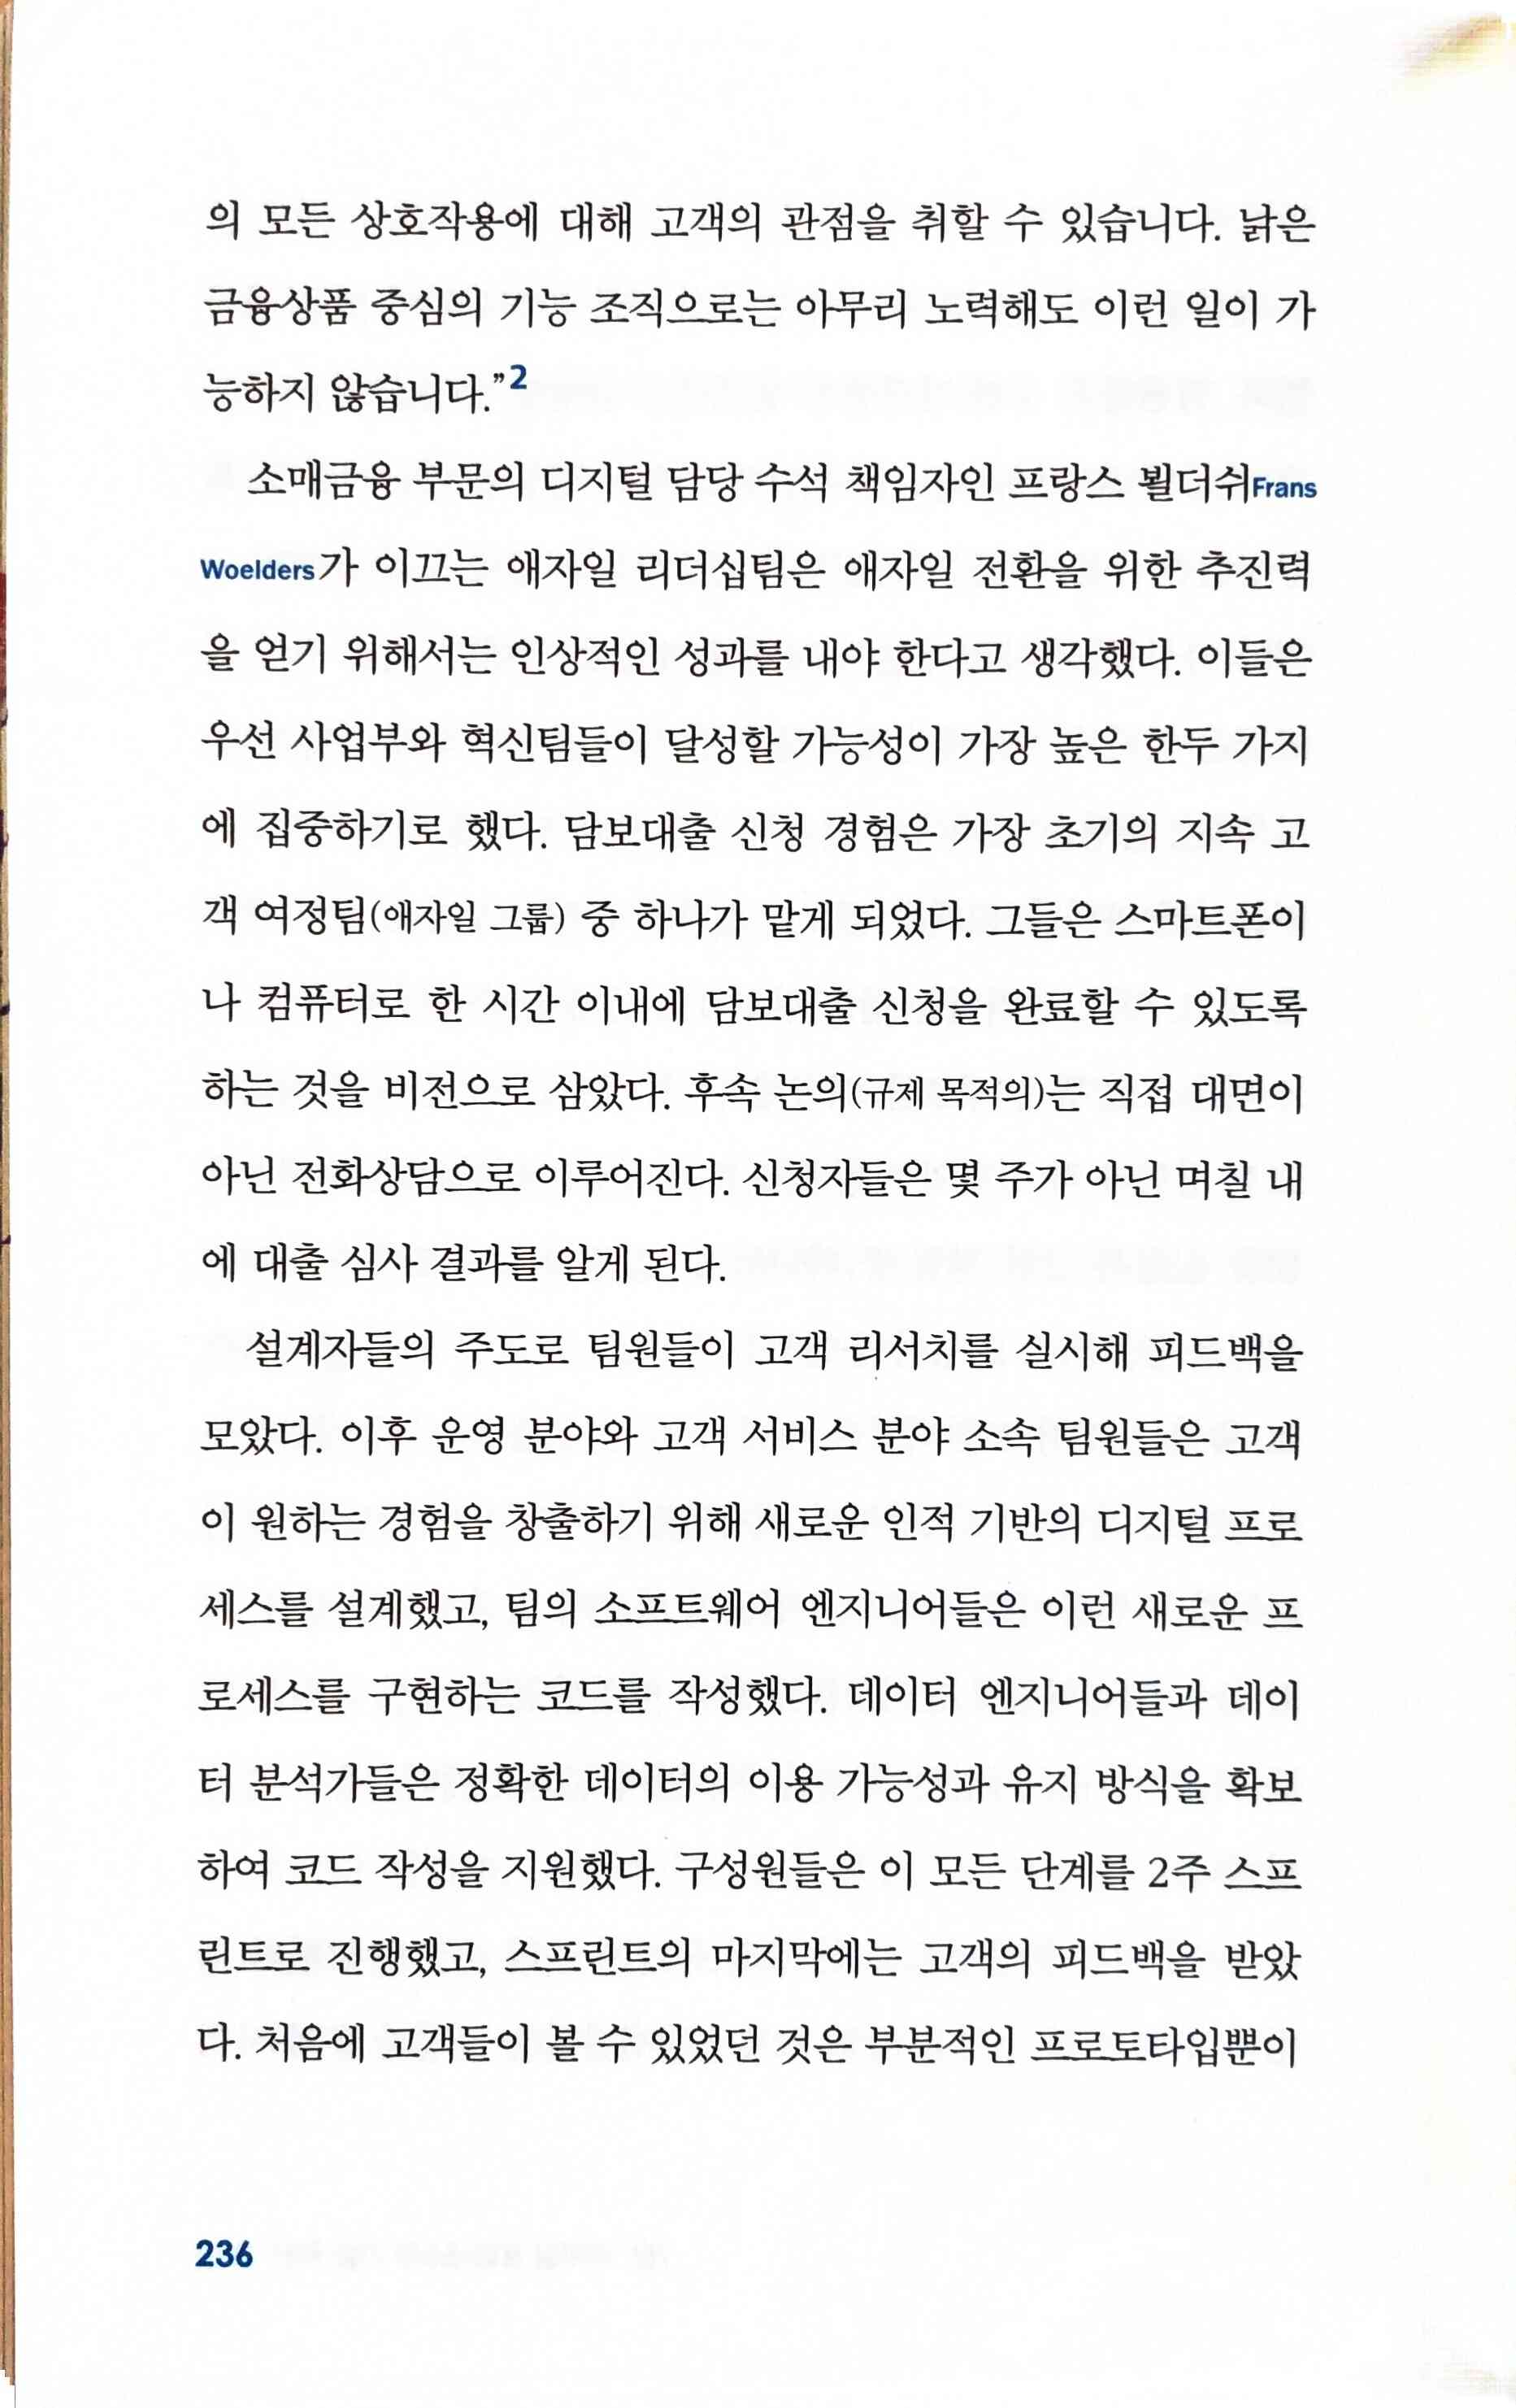 의 모든 상호작용에 대해 고객의 관점을 취할 수 있습니다. 낡은
금융상품 중심의 기능 조직으로는 아무리 노력해도 이런 일이 가
능하지 않습니다.”2
소매금융 부문의 디지털 담당 수석 책임자인 프랑스 뵐더쉬Frans
Woelders가 이끄는 애자일 리더십팀은 애자일 전환을 위한 추진력
을 얻기 위해서는 인상적인 성과를 내야 한다고 생각했다. 이들은
우선 사업부와 혁신팀들이 달성할 가능성이 가장 높은 한두 가지
에 집중하기로 했다. 담보대출 신청 경험은 가장 초기의 지속 고
객 여정팀(애자일 그룹) 중 하나가 맡게 되었다. 그들은 스마트폰이
나 컴퓨터로 한 시간 이내에 담보대출 신청을 완료할 수 있도록
하는 것을 비전으로 삼았다. 후속 논의(규제 목적의)는 직접 대면이
아닌 전화상담으로 이루어진다. 신청자들은 몇 주가 아닌 며칠 내
에 대출 심사 결과를 알게 된다.
설계자들의 주도로 팀원들이 고객 리서치를 실시해 피드백을
모았다. 이후 운영 분야와 고객 서비스 분야 소속 팀원들은 고객
이 원하는 경험을 창출하기 위해 새로운 인적 기반의 디지털 프로
세스를 설계했고, 팀의 소프트웨어 엔지니어들은 이런 새로운 프
로세스를 구현하는 코드를 작성했다. 데이터 엔지니어들과 데이
터 분석가들은 정확한 데이터의 이용 가능성과 유지 방식을 확보
하여 코드 작성을 지원했다. 구성원들은 이 모든 단계를 2주 스프
린트로 진행했고, 스프린트의 마지막에는 고객의 피드백을 받았
다. 처음에 고객들이 볼 수 있었던 것은 부분적인 프로토타입뿐이
236